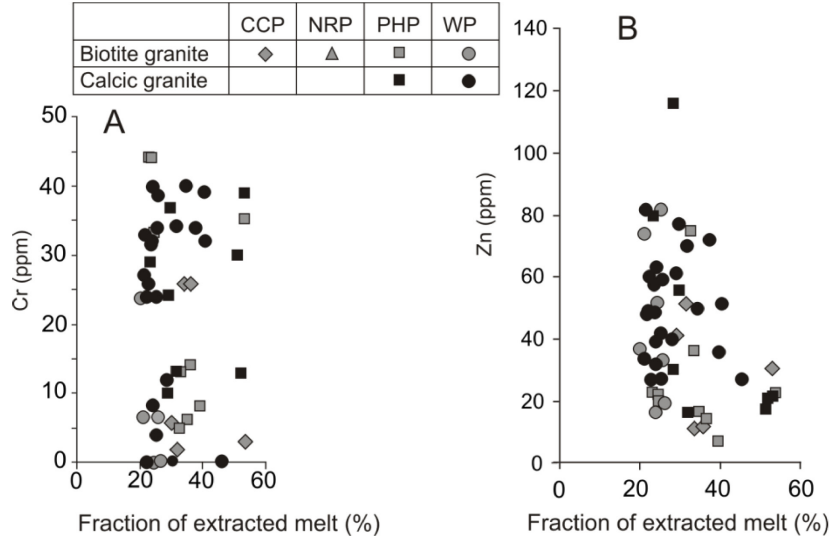 CCP NRP PHP WP
Biotite granite
Calcic granite
A
50
40
30
20
10
0
Cr (ppm)
0 20 40 60
Fraction of extracted melt (%)
B
140
120
100
80
60
40
20
0
Zn (ppm)
0 20 40 60
Fraction of extracted melt (%)